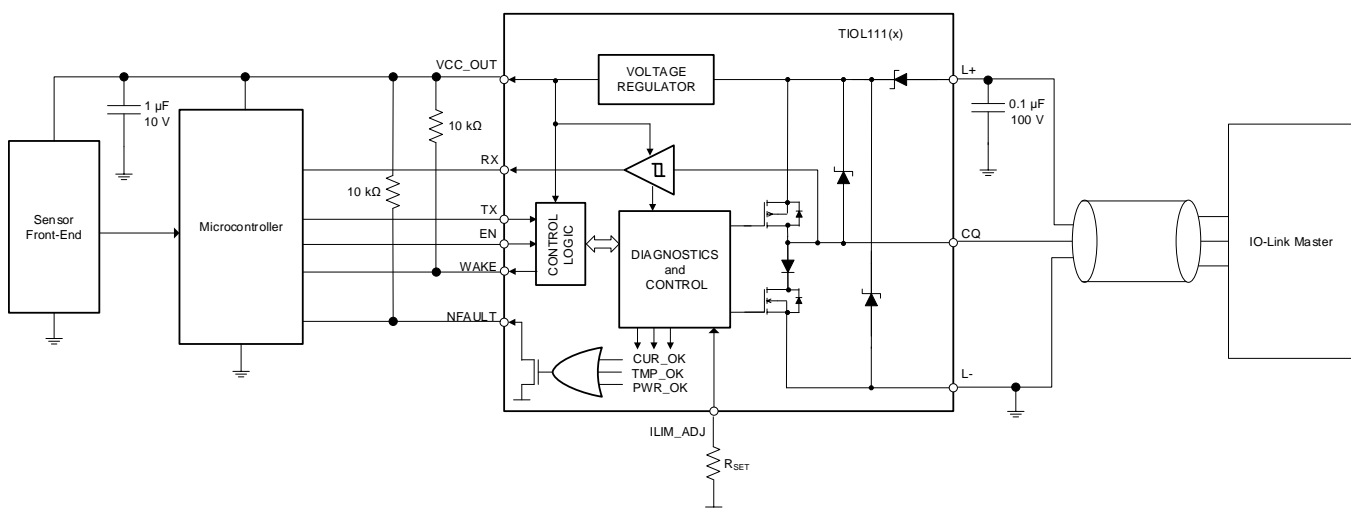 TIOL111(x)
VCC_OUT
VOLTAGE
REGULATOR
L+
1 µF
10 V
10 kΩ
0.1 µF
100 V
RX
10 kΩ
Sensor
Front-End
Microcontroller
TX
EN
WAKE
NFAULT
CONTROL
LOGIC
DIAGNOSTICS
and
CONTROL
CQ
IO-Link Master
CUR_OK
TMP_OK
PWR_OK
L-
ILIM_ADJ
RSET